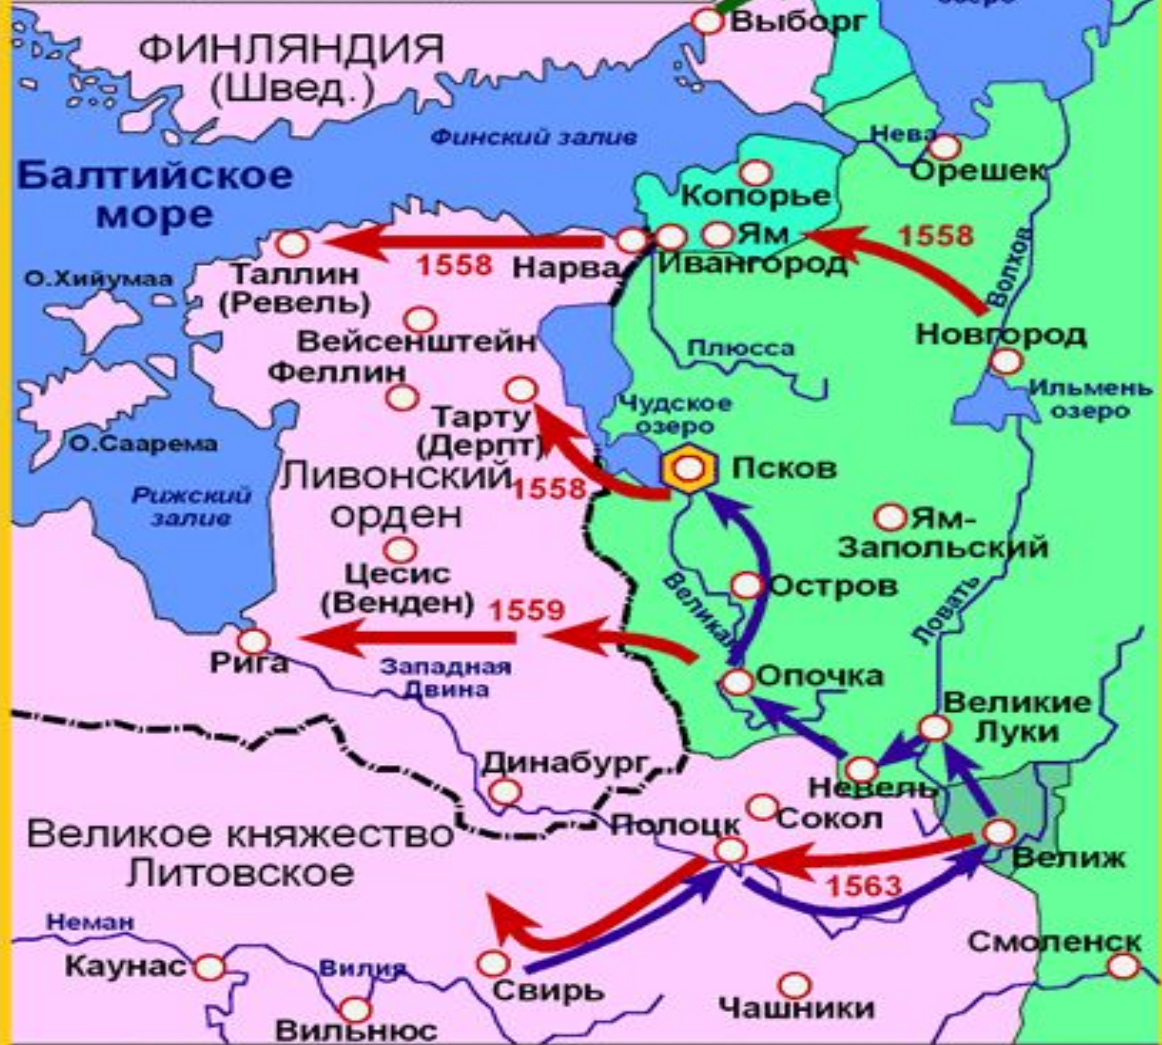 озеро
Выборг
ФИНЛЯНДИЯ
(Швед.)
Финский залив
Нева
Орешек
Балтийское
море
Копорье
Ям
1558
Волхов
1558
Нарва
Ивангород
Таллин
(Ревель)
О.Хийумаа
Вейсенштейн
Новгород
Плюсса
Феллин
Ильмень
озеро
Чудское
озеро
Тарту
(Дерпт)
О.Саарема
Псков
Ливонский
орден
1558
Рижский
залив
Ям-
Запольский
Цесис
(Венден)
Остров
Великая
Ловать
1559
Рига
Западная
Двина
Опочка
Великие
Луки
Динабург
Невель
Сокол
Полоцк
Великое княжество
Литовское
Велиж
1563
Неман
Смоленск
Каунас
Вилия
Свирь
Чашники
Вильнюс